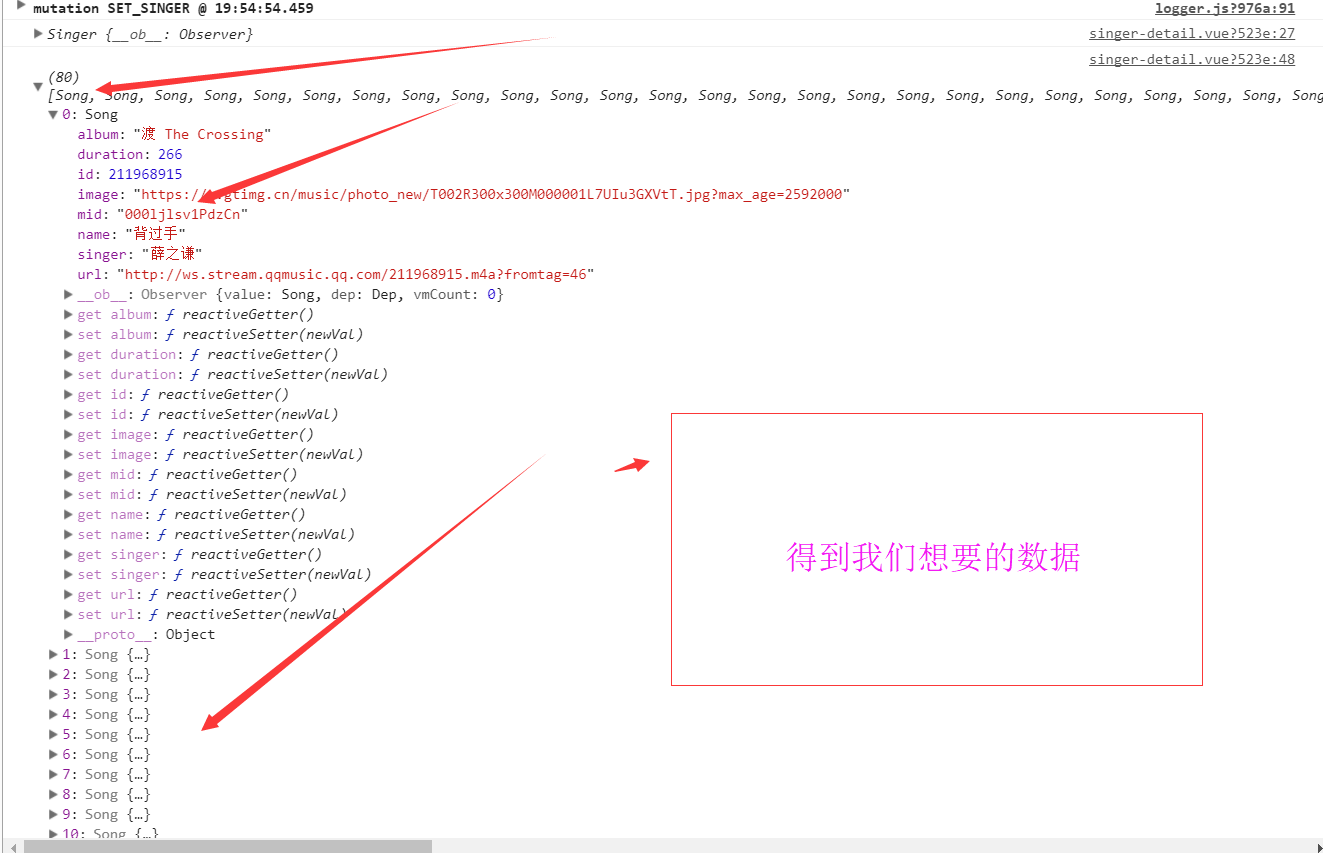 mutation SET_SINGER @ 19:54:54.459 logger.js?976a:91
Singer {__ob__: Observer} singer-detail.vue?523e:27
singer-detail.vue?523e:48
(80)
[Song, Song, Song, Song, Song, Song, Song, Song, Song, Song, Song, Song, Song, Song, Song, Song, Song, Song, Song, Song, Song, Song, Song, Song, Song, Song
0: Song
album: "渡 The Crossing"
duration: 266
id: 211968915
image: "https://gtimg.cn/music/photo_new/T002R300x300M000001L7UIu3GXVtT.jpg?max_age=2592000"
mid: "000ljlsv1PdzCn"
name: "背过手"
singer: "薛之谦"
url: "http://ws.stream.qqmusic.qq.com/211968915.m4a?fromtag=46"
__ob__: Observer {value: Song, dep: Dep, vmCount: 0}
get album: ƒ reactiveGetter()
set album: ƒ reactiveSetter(newVal)
get duration: ƒ reactiveGetter()
set duration: ƒ reactiveSetter(newVal)
get id: ƒ reactiveGetter()
set id: ƒ reactiveSetter(newVal)
get image: ƒ reactiveGetter()
set image: ƒ reactiveSetter(newVal)
get mid: ƒ reactiveGetter()
set mid: ƒ reactiveSetter(newVal)
get name: ƒ reactiveGetter()
set name: ƒ reactiveSetter(newVal)
get singer: ƒ reactiveGetter()
set singer: ƒ reactiveSetter(newVal)
get url: ƒ reactiveGetter()
set url: ƒ reactiveSetter(newVal)
__proto__: Object
1: Song {…}
2: Song {…}
3: Song {…}
4: Song {…}
5: Song {…}
6: Song {…}
7: Song {…}
8: Song {…}
9: Song {…}
10: Song {…}
得到我们想要的数据